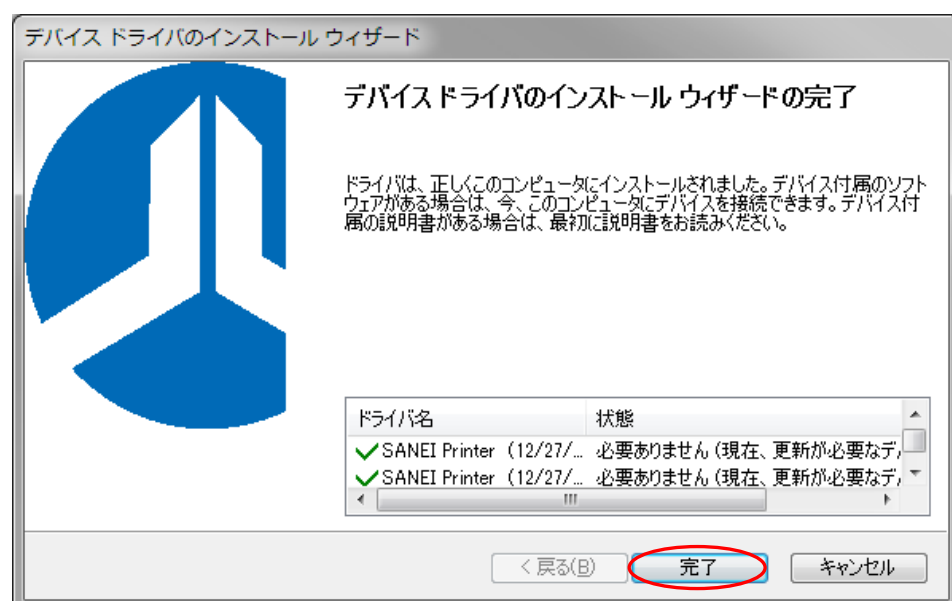 デバイス ドライバのインストール ウィザード
デバイス ドライバのインストール ウィザードの完了
ドライバは、正しくこのコンピュータにインストールされました。デバイス付属のソフト
ウェアがある場合は、今、このコンピュータにデバイスを接続できます。デバイス付
属の説明書がある場合は、最初に説明書をお読みください。
ドライバ名 状態
SANEI Printer (12/27/... 必要ありません (現在、更新が必要なデ
SANEI Printer (12/27/... 必要ありません (現在、更新が必要なデ
< 戻る(B) 完了 キャンセル